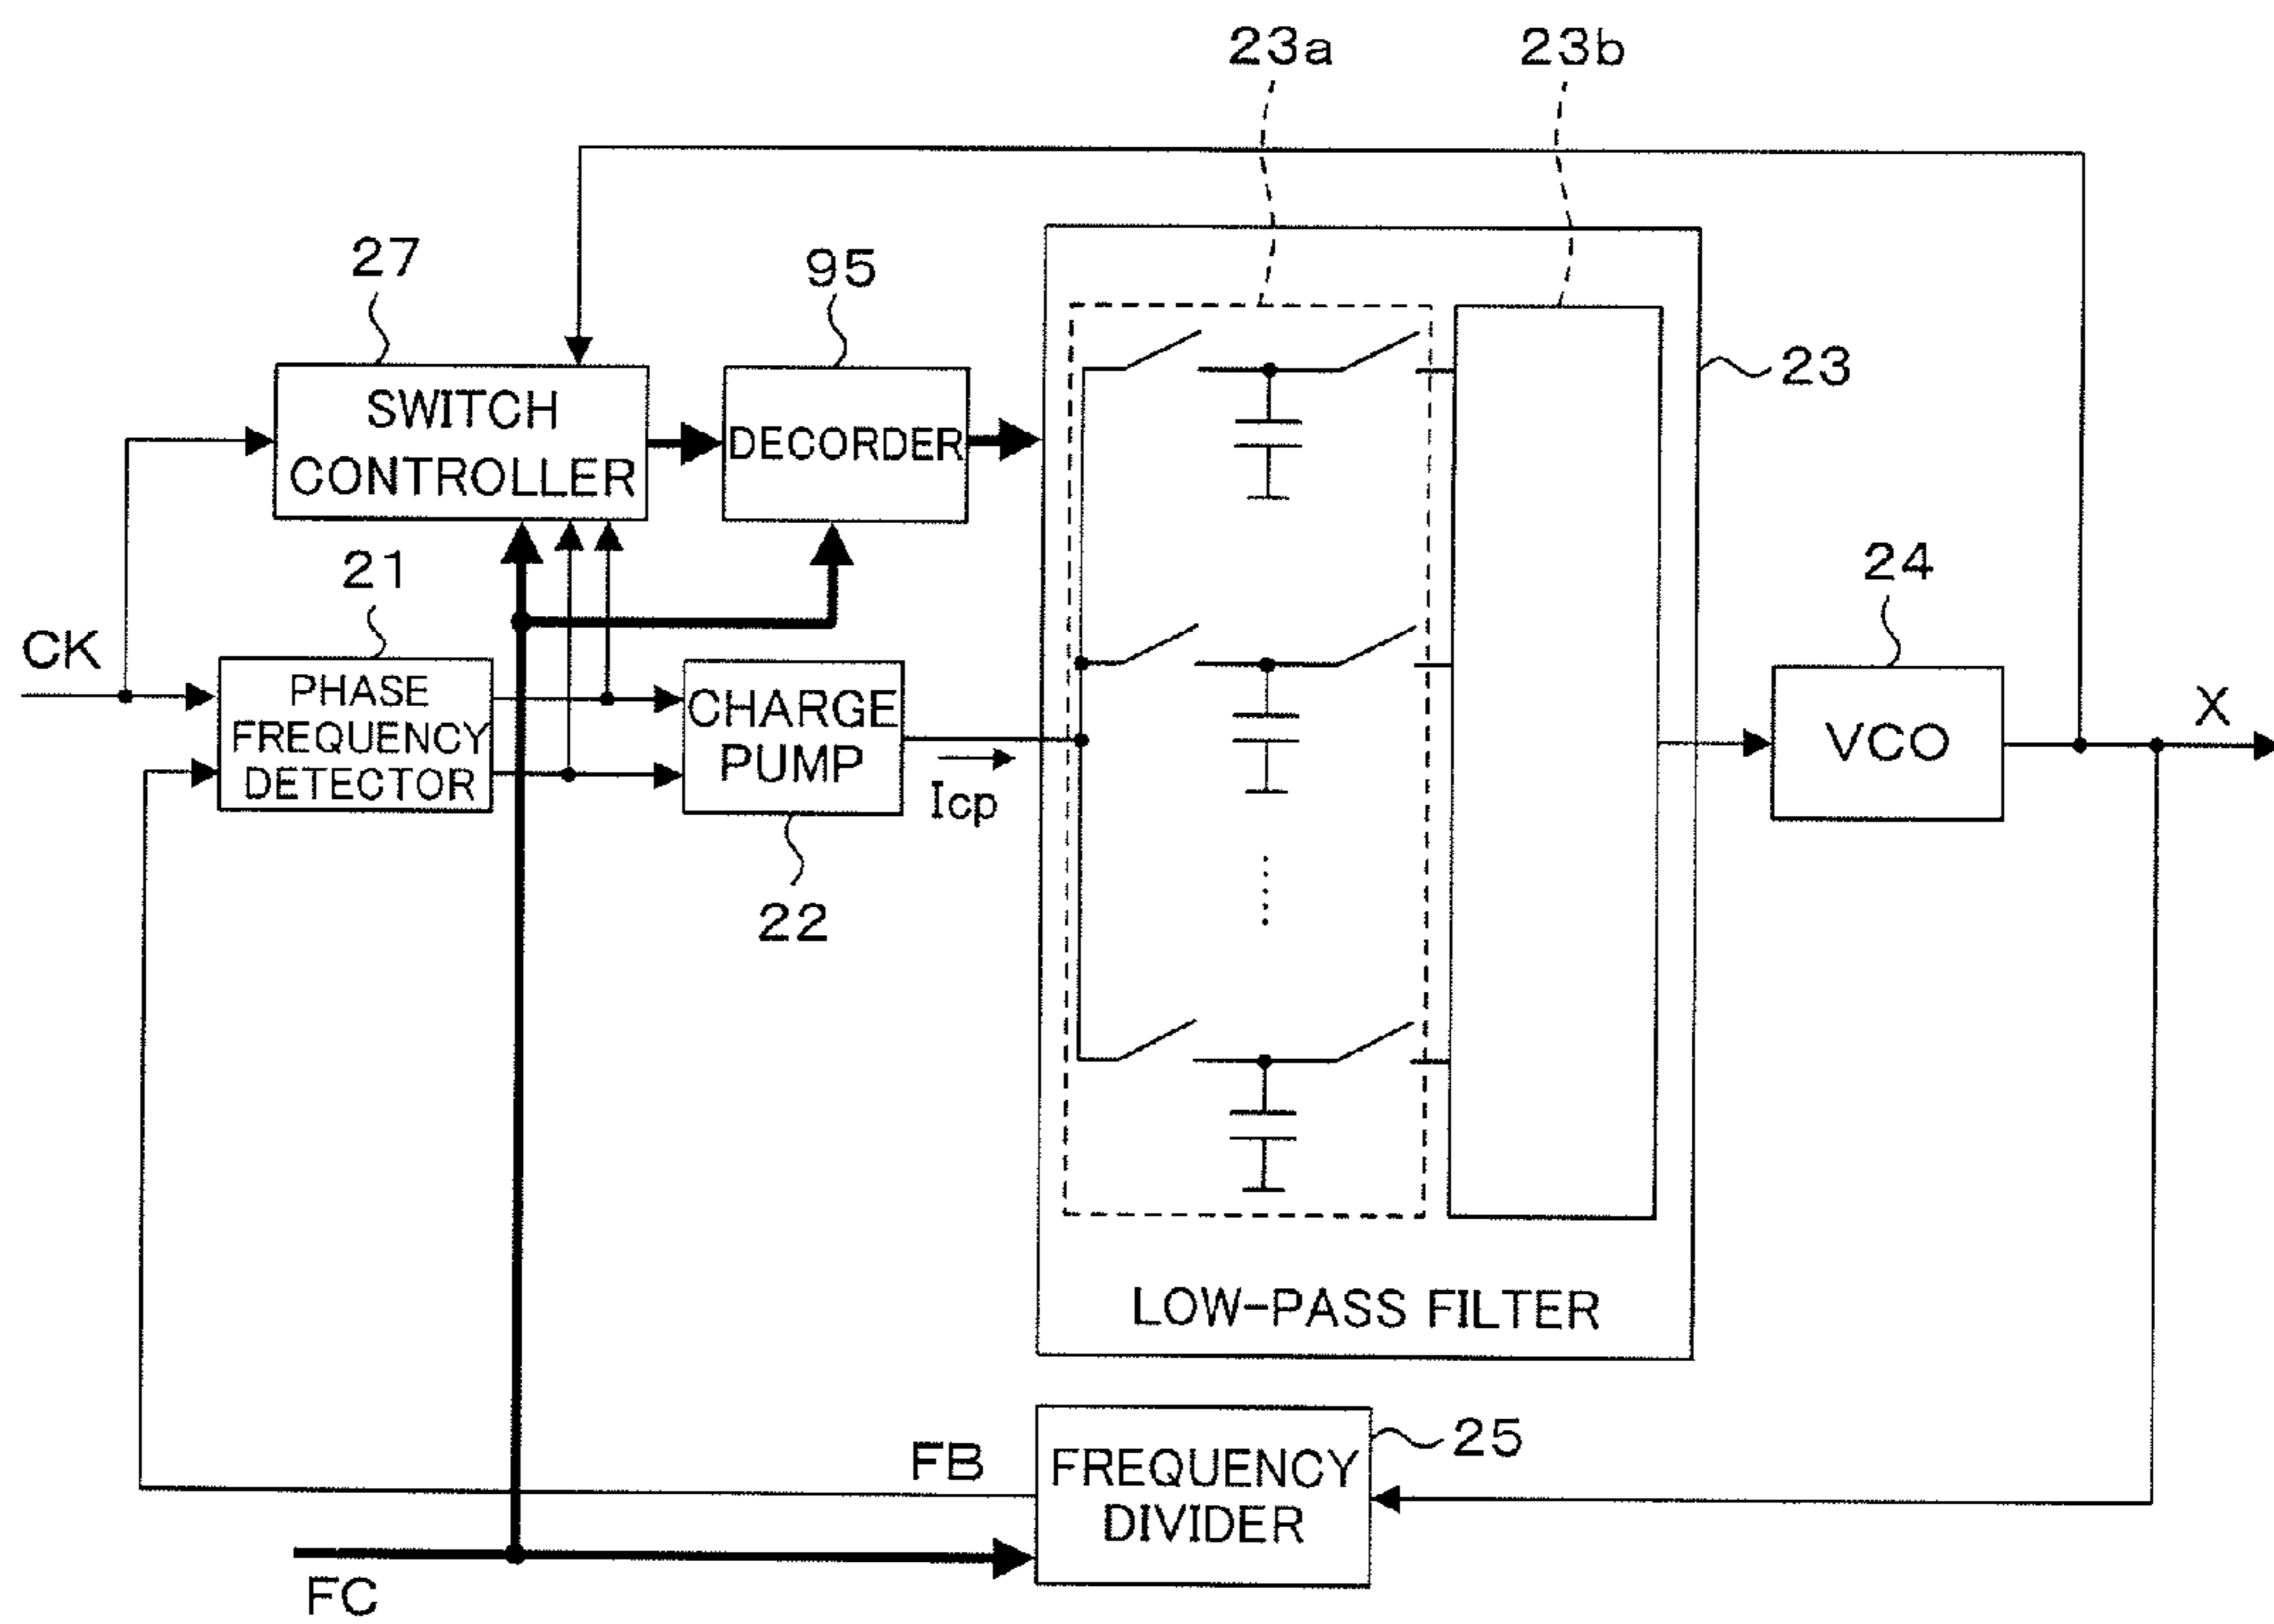 23a
23b
27
95
SWITCH
CONTROLLER
DECORDER
23
21
24
CK
PHASE
FREQUENCY
DETECTOR
CHARGE
PUMP
VCO
X
Icp
22
LOW-PASS FILTER
25
FB
FREQUENCY
DIVIDER
FC